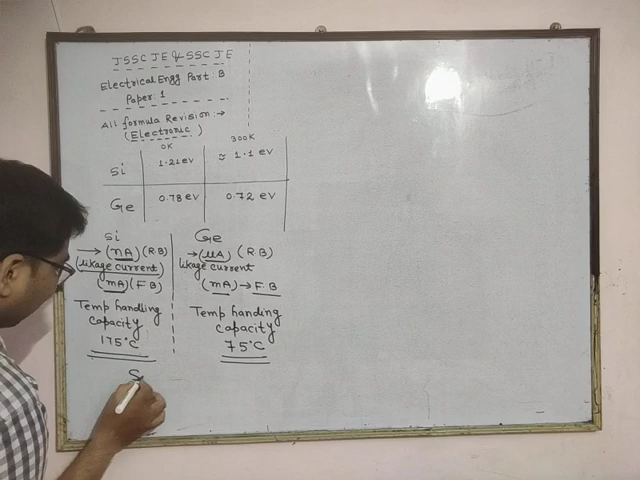 JSSC JE & SSC JE
Electrical Engg Part: B
Paper: 1
All formula Revision :→
(Electronic)
0K 300K
Si 1.21 eV ≈ 1.1 eV
Ge 0.78 eV 0.72 eV
Si
→ (nA) (R.B)
(likage current)
(mA) (F.B)
Temp handling
capacity
175°C
Ge
→ (μA) (R.B)
likage current
(mA) → F.B
Temp handing
capacity
75°C
S